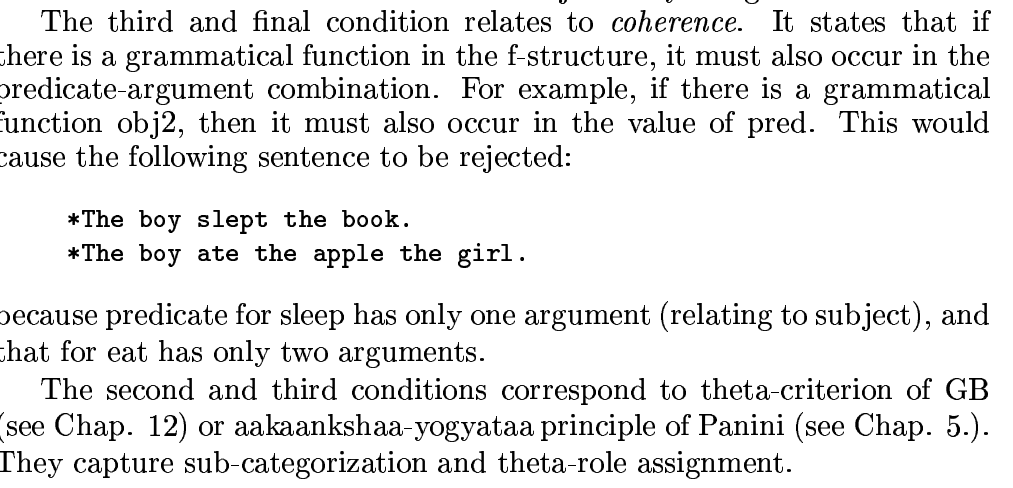 The third and final condition relates to coherence. It states that if
there is a grammatical function in the f-structure, it must also occur in the
predicate-argument combination. For example, if there is a grammatical
function obj2, then it must also occur in the value of pred. This would
cause the following sentence to be rejected:
*The boy slept the book.
*The boy ate the apple the girl.
because predicate for sleep has only one argument (relating to subject), and
that for eat has only two arguments.
The second and third conditions correspond to theta-criterion of GB
(see Chap. 12) or aakaankshaa-yogyataa principle of Panini (see Chap. 5.).
They capture sub-categorization and theta-role assignment.